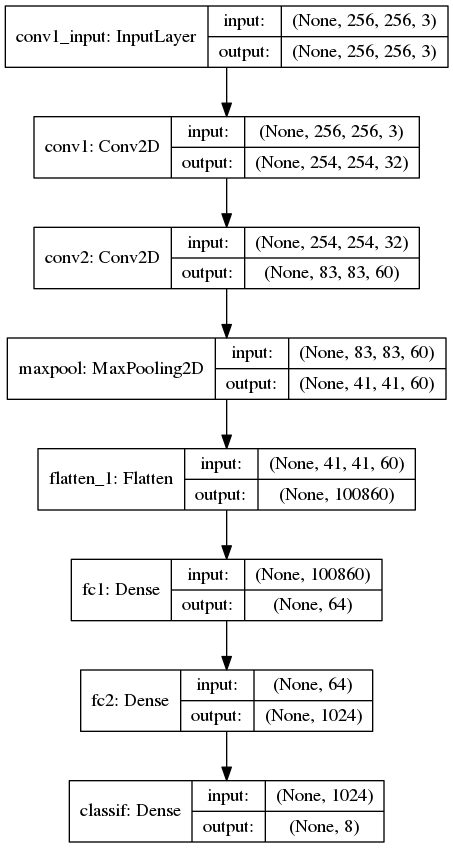 conv1_input: InputLayer
input: (None, 256, 256, 3)
output: (None, 256, 256, 3)
conv1: Conv2D
input: (None, 256, 256, 3)
output: (None, 254, 254, 32)
conv2: Conv2D
input: (None, 254, 254, 32)
output: (None, 83, 83, 60)
maxpool: MaxPooling2D
input: (None, 83, 83, 60)
output: (None, 41, 41, 60)
flatten_1: Flatten
input: (None, 41, 41, 60)
output: (None, 100860)
fc1: Dense
input: (None, 100860)
output: (None, 64)
fc2: Dense
input: (None, 64)
output: (None, 1024)
classif: Dense
input: (None, 1024)
output: (None, 8)